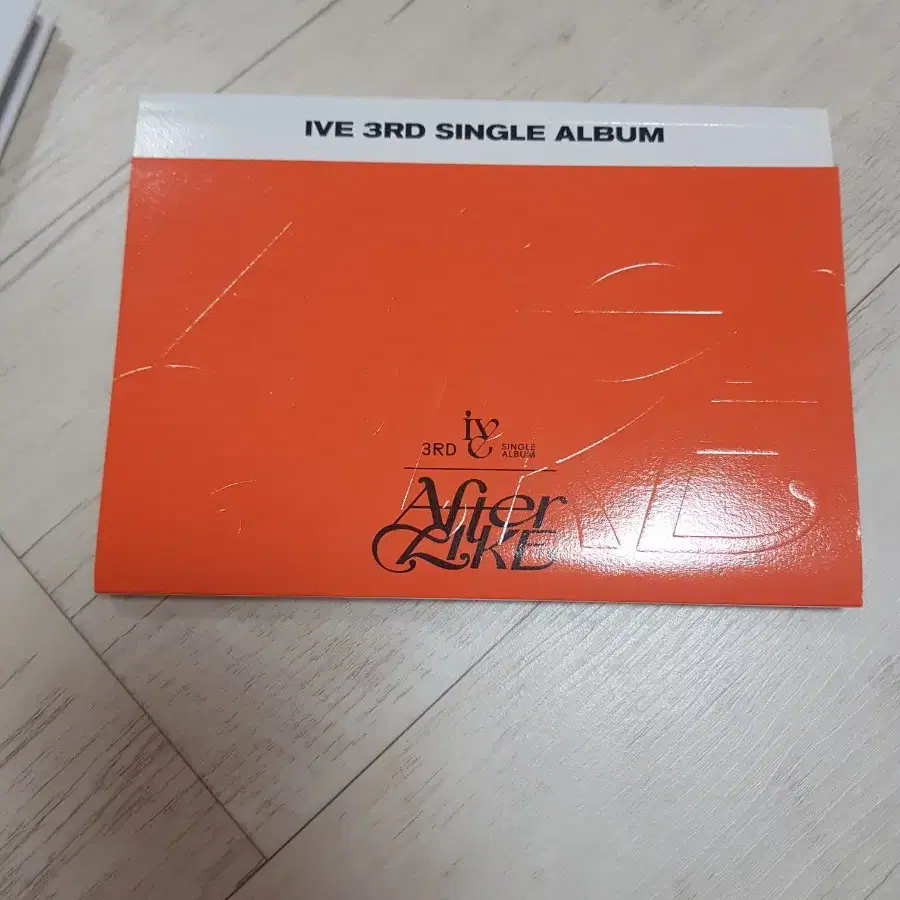 IVE 3RD SINGLE ALBUM
ive
3RD
SINGLE
ALBUM
After
LIKE